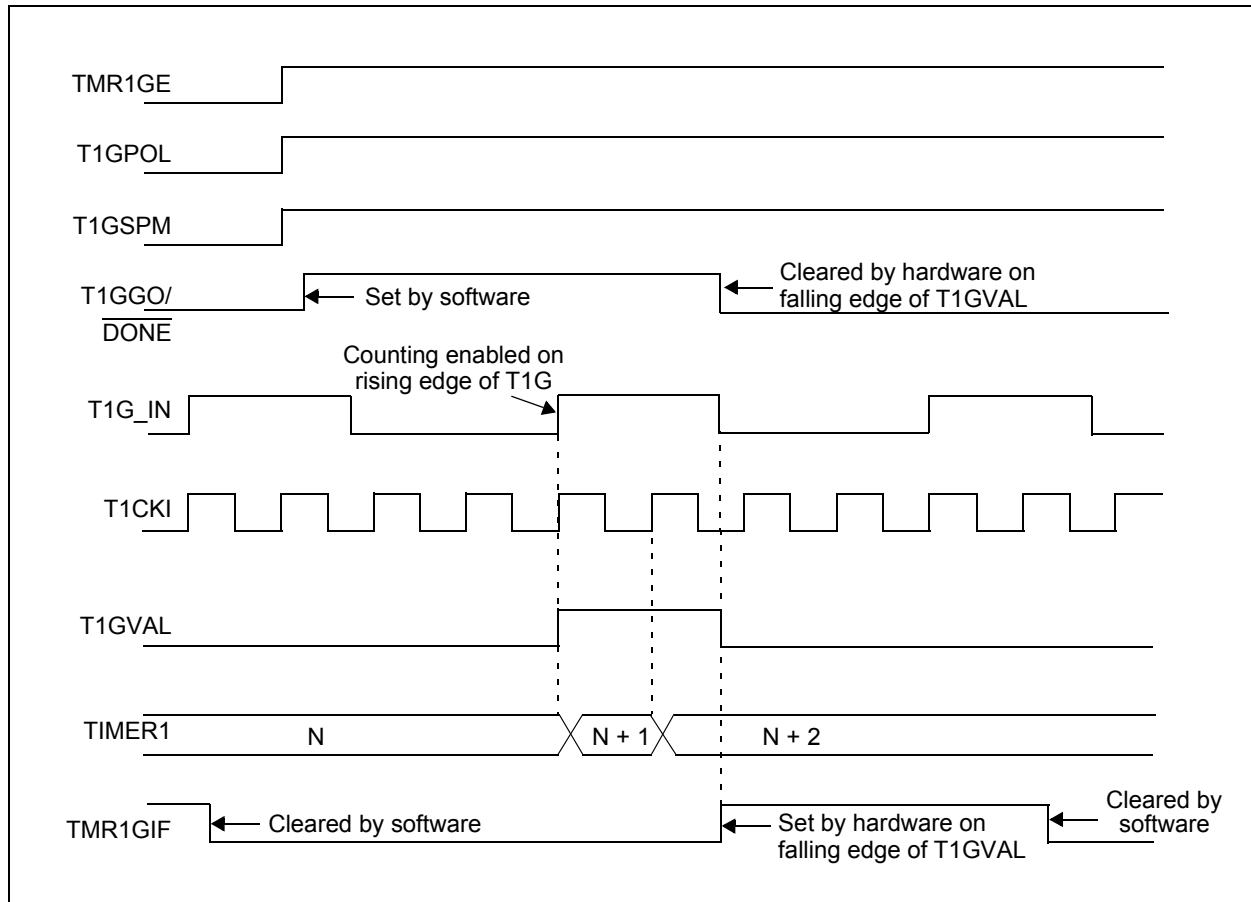 TMR1GE
T1GPOL
T1GSPM
T1GGO/
DONE
Set by software
Cleared by hardware on
falling edge of T1GVAL
Counting enabled on
rising edge of T1G
T1G_IN
T1CKI
T1GVAL
TIMER1
N
N + 1
N + 2
TMR1GIF
Cleared by software
Set by hardware on
falling edge of T1GVAL
Cleared by
software